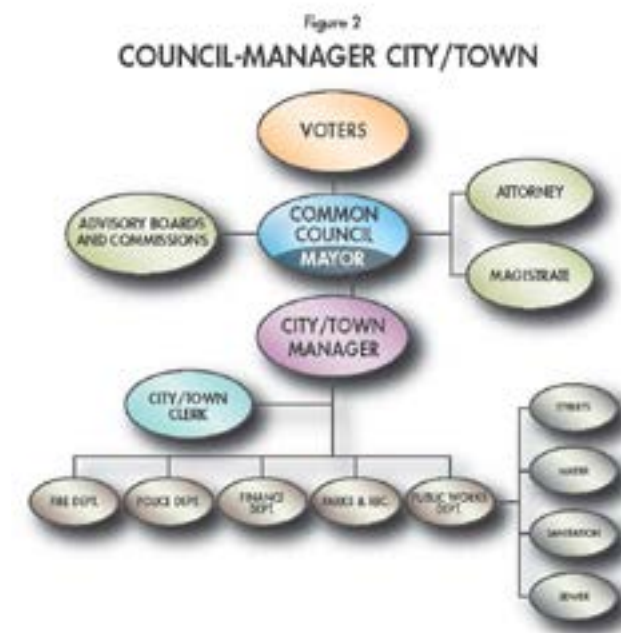 Figure 2
COUNCIL-MANAGER CITY/TOWN
VOTERS
ADVISORY BOARDS
AND COMMISSIONS
COMMON
COUNCIL
MAYOR
ATTORNEY
MAGISTRATE
CITY/TOWN
MANAGER
CITY/TOWN
CLERK
FIRE DEPT.
POLICE DEPT.
FINANCE
DEPT.
PARKS & REC.
PUBLIC WORKS
DEPT.
STREETS
WATER
SANITATION
SEWER